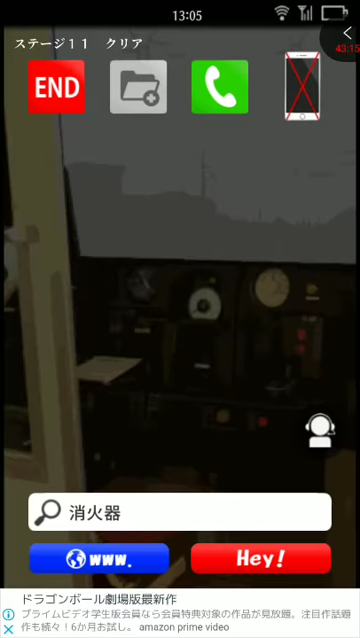 13:05
ステージ１１　クリア
43:15
END
消火器
www.
Hey!
ドラゴンボール劇場版最新作
プライムビデオ学生版会員なら会員特典対象の作品が見放題。注目作話題
作も続々！6か月お試し。 amazon prime video